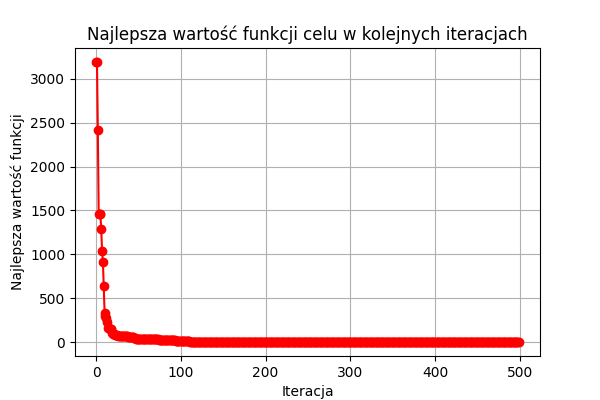 Najlepsza wartość funkcji celu w kolejnych iteracjach
3000
2500
2000
1500
1000
500
0
Najlepsza wartość funkcji
0 100 200 300 400 500
Iteracja